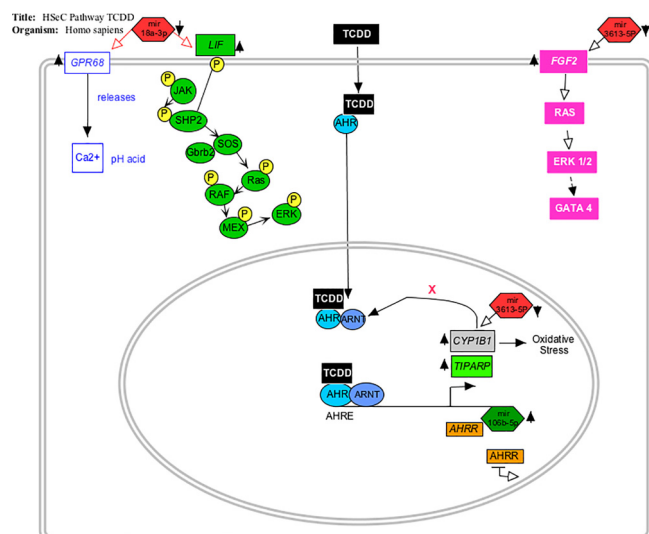 Title: HSeC Pathway TCDD
Organism: Homo sapiens
mir
18a-3p
LIF
GPR68
releases
Ca2+
pH acid
P
P
JAK
P
SHP2
SOS
Gbrb2
P
Ras
P
RAF
P
MEX
P
ERK
TCDD
TCDD
AHR
mir
3613-5P
FGF2
RAS
ERK 1/2
GATA 4
TCDD
AHR
ARNT
X
mir
3613-5P
CYP1B1
Oxidative
Stress
TIPARP
TCDD
AHR
ARNT
AHRE
mir
106b-5p
AHRR
AHRR